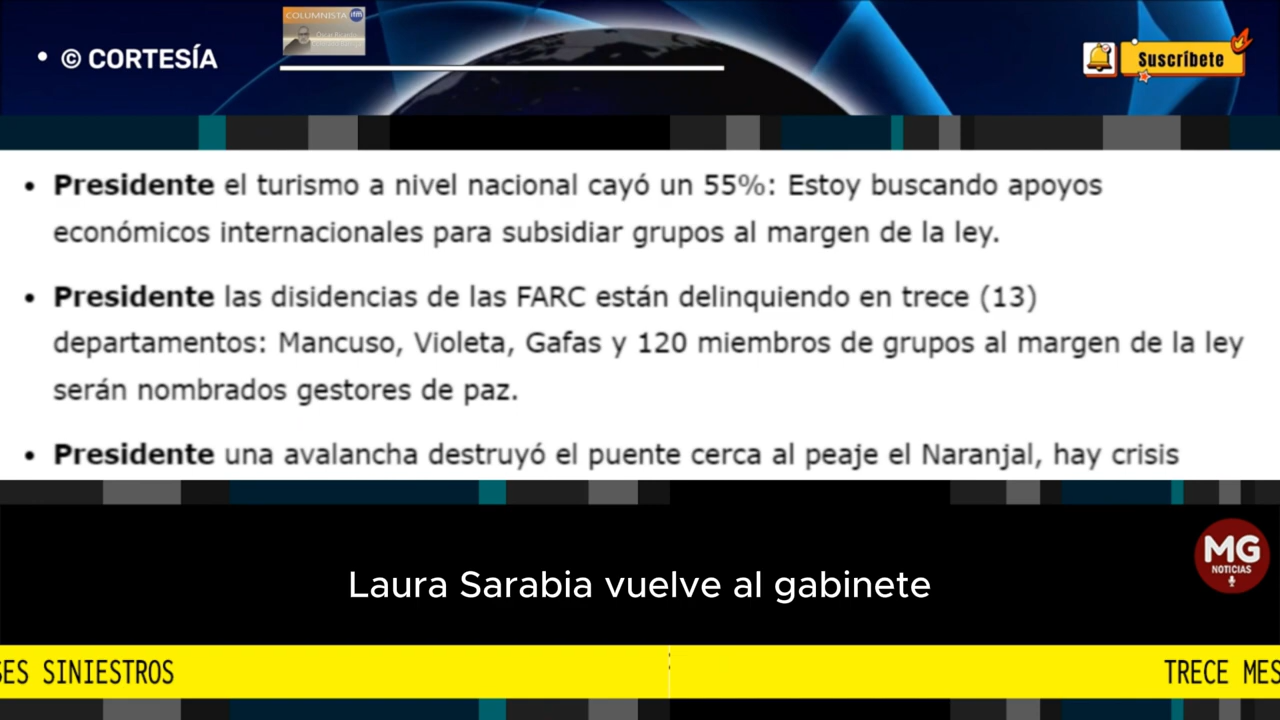 COLUMNISTA ifm
• © CORTESÍA
Suscríbete
• Presidente el turismo a nivel nacional cayó un 55%: Estoy buscando apoyos
económicos internacionales para subsidiar grupos al margen de la ley.
• Presidente las disidencias de las FARC están delinquiendo en trece (13)
departamentos: Mancuso, Violeta, Gafas y 120 miembros de grupos al margen de la ley
serán nombrados gestores de paz.
• Presidente una avalancha destruyó el puente cerca al peaje el Naranjal, hay crisis
MG
NOTICIAS
Laura Sarabia vuelve al gabinete
SES SINIESTROS
TRECE MES